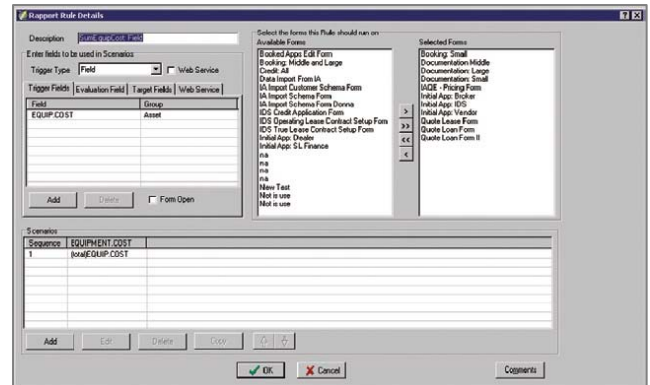 Rapport Rule Details
Description SumEquipCost Field
Enter fields to be used in Scenarios
Trigger Type Field Web Service
Trigger Fields Evaluation Field Target Fields Web Service
Field Group
EQUIP.COST Asset
Add Delete Form Open
Select the forms this Rule should run on
Available Forms
Booked Apps Edit Form
Booking: Middle and Large
Credit: All
Data Import From IA
IA Import Customer Schema Form
IA Import Schema Form
IA Import Schema Form Donna
IDS Credit Application Form
IDS Operating Lease Contract Setup Form
IDS True Lease Contract Setup Form
Initial App: Dealer
Initial App: SL Finance
na
na
na
na
New Test
Not is use
Not is use
>
>>
<<
<
Selected Forms
Booking: Small
Documentation Middle
Documentation: Large
Documentation: Small
IAQE - Pricing Form
Initial App: Broker
Initial App: IDS
Initial App: Vendor
Quote Lease Form
Quote Loan Form
Quote Loan Form II
Scenarios
Sequence EQUIPMENT.COST
1 (total)EQUIP.COST
Add Edit Delete Copy
OK Cancel Comments